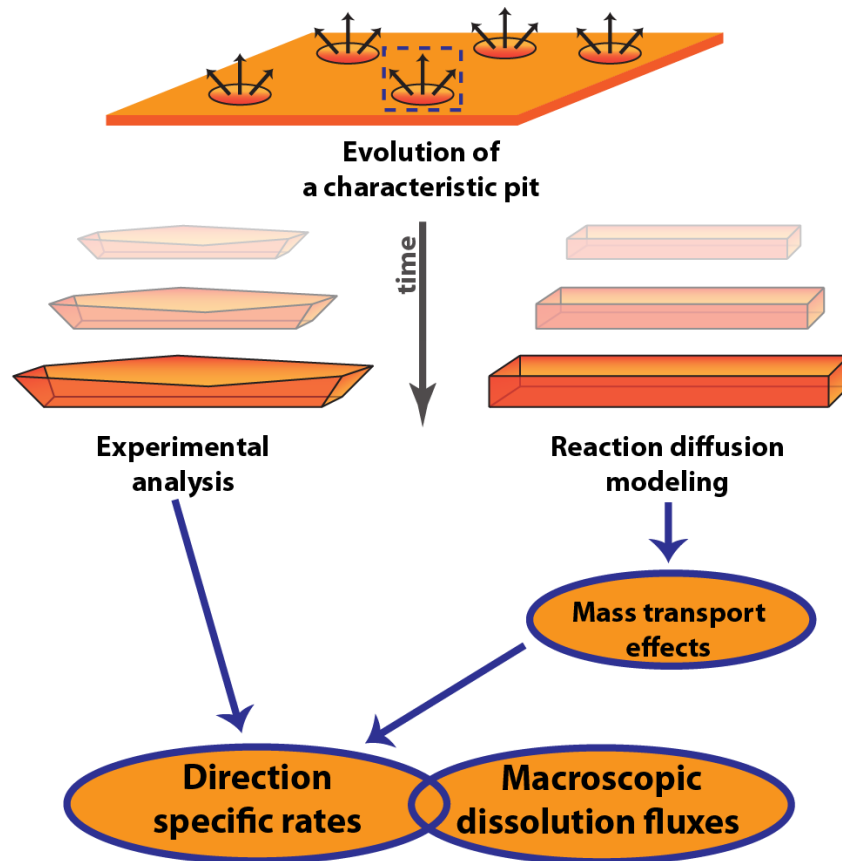 Evolution of
a characteristic pit
time
Experimental
analysis
Reaction diffusion
modeling
Mass transport
effects
Direction
specific rates
Macroscopic
dissolution fluxes